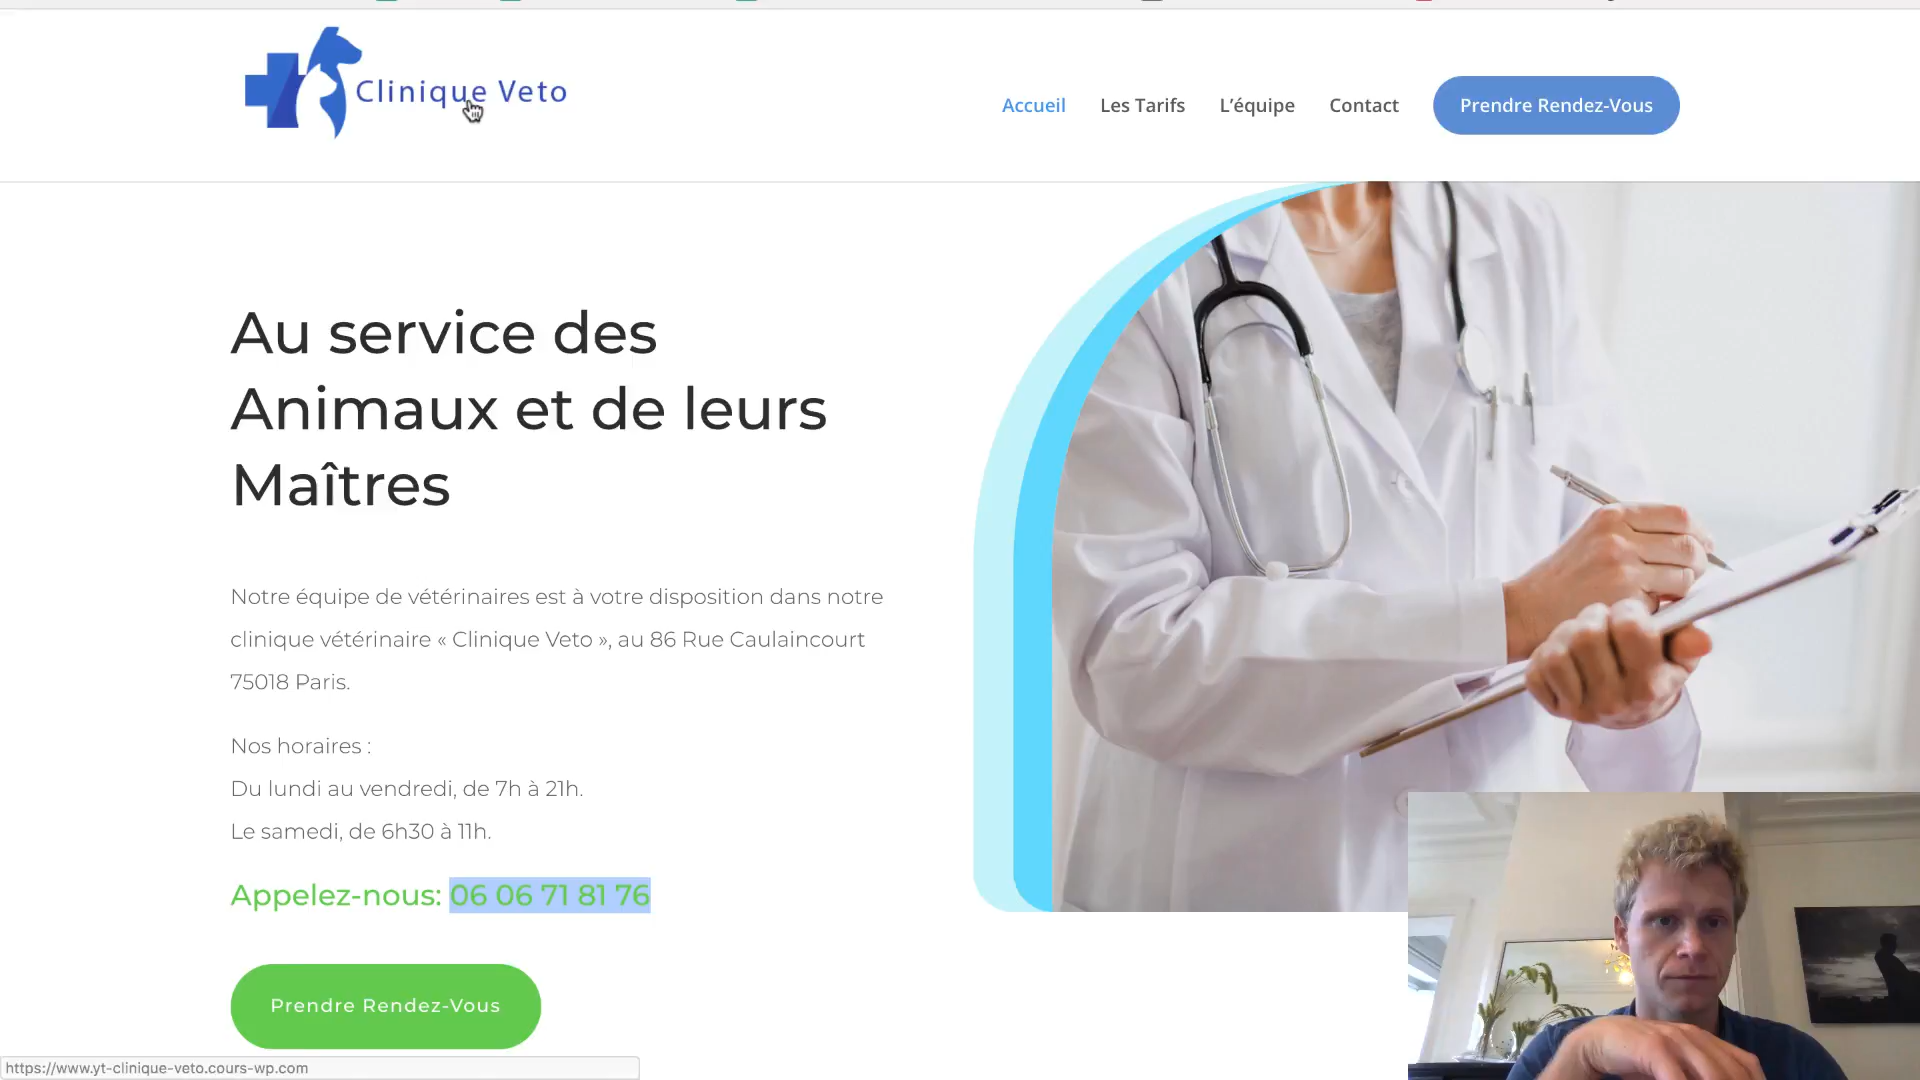 Clinique Veto
Accueil
Les Tarifs
L'équipe
Contact
Prendre Rendez-Vous
Au service des
Animaux et de leurs
Maîtres
Notre équipe de vétérinaires est à votre disposition dans notre
clinique vétérinaire « Clinique Veto », au 86 Rue Caulaincourt
75018 Paris.
Nos horaires :
Du lundi au vendredi, de 7h à 21h.
Le samedi, de 6h30 à 11h.
Appelez-nous: 06 06 71 81 76
Prendre Rendez-Vous
https://www.yt-clinique-veto.cours-wp.com